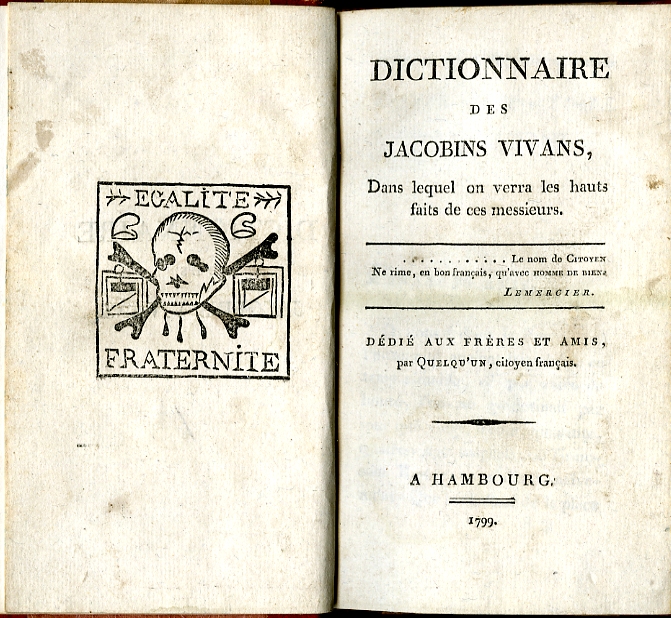 EGALITE
FRATERNITE
DICTIONNAIRE
DES
JACOBINS VIVANS,
Dans lequel on verra les hauts
faits de ces messieurs.
. . . . . . . . . . . . Le nom de CITOYEN
Ne rime, en bon français, qu'avec HOMME DE BIEN.
LEMERCIER.
DÉDIÉ AUX FRÈRES ET AMIS,
par QUELQU'UN, citoyen français.
A HAMBOURG,
1799.